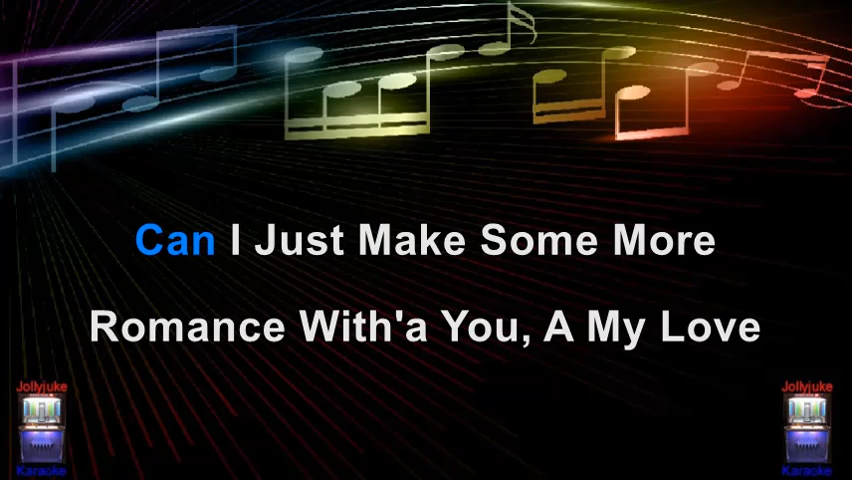 Can I Just Make Some More
Romance With'a You, A My Love
Jollyjuke
Karaoke
Jollyjuke
Karaoke